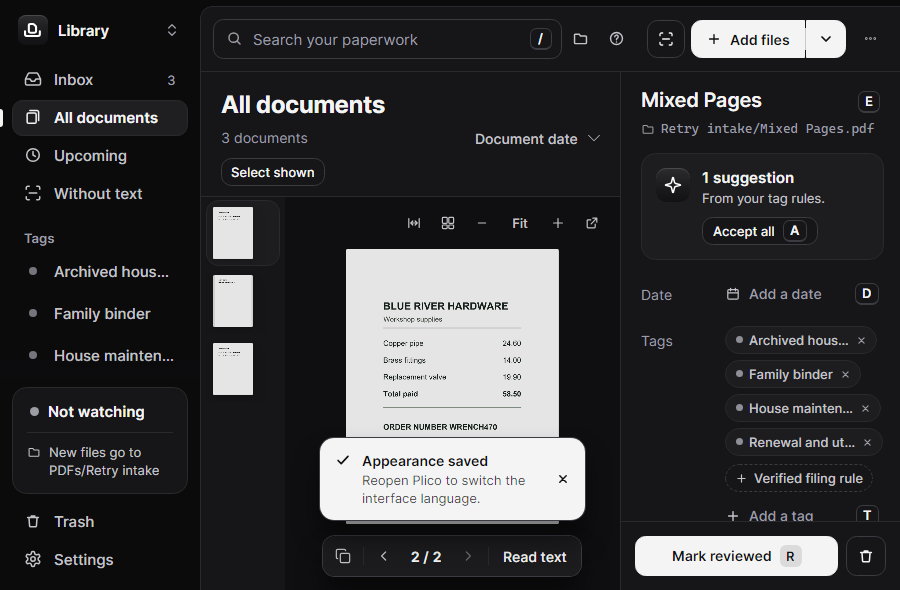 Library
Inbox 3
All documents
Upcoming
Without text
Tags
Archived hous...
Family binder
House mainten...
Not watching
New files go to
PDFs/Retry intake
Trash
Settings
Search your paperwork /
Add files
All documents
3 documents
Document date
Select shown
Fit
BLUE RIVER HARDWARE
Workshop supplies
Copper pipe 24.60
Brass fittings 14.00
Replacement valve 19.90
Total paid 58.50
ORDER NUMBER WRENCH470
Appearance saved
Reopen Plico to switch the
interface language.
2 / 2
Read text
Mixed Pages E
Retry intake/Mixed Pages.pdf
1 suggestion
From your tag rules.
Accept all A
Date Add a date D
Tags Archived hous...
Family binder
House mainten...
Renewal and ut...
Verified filing rule
Add a tag T
Mark reviewed R